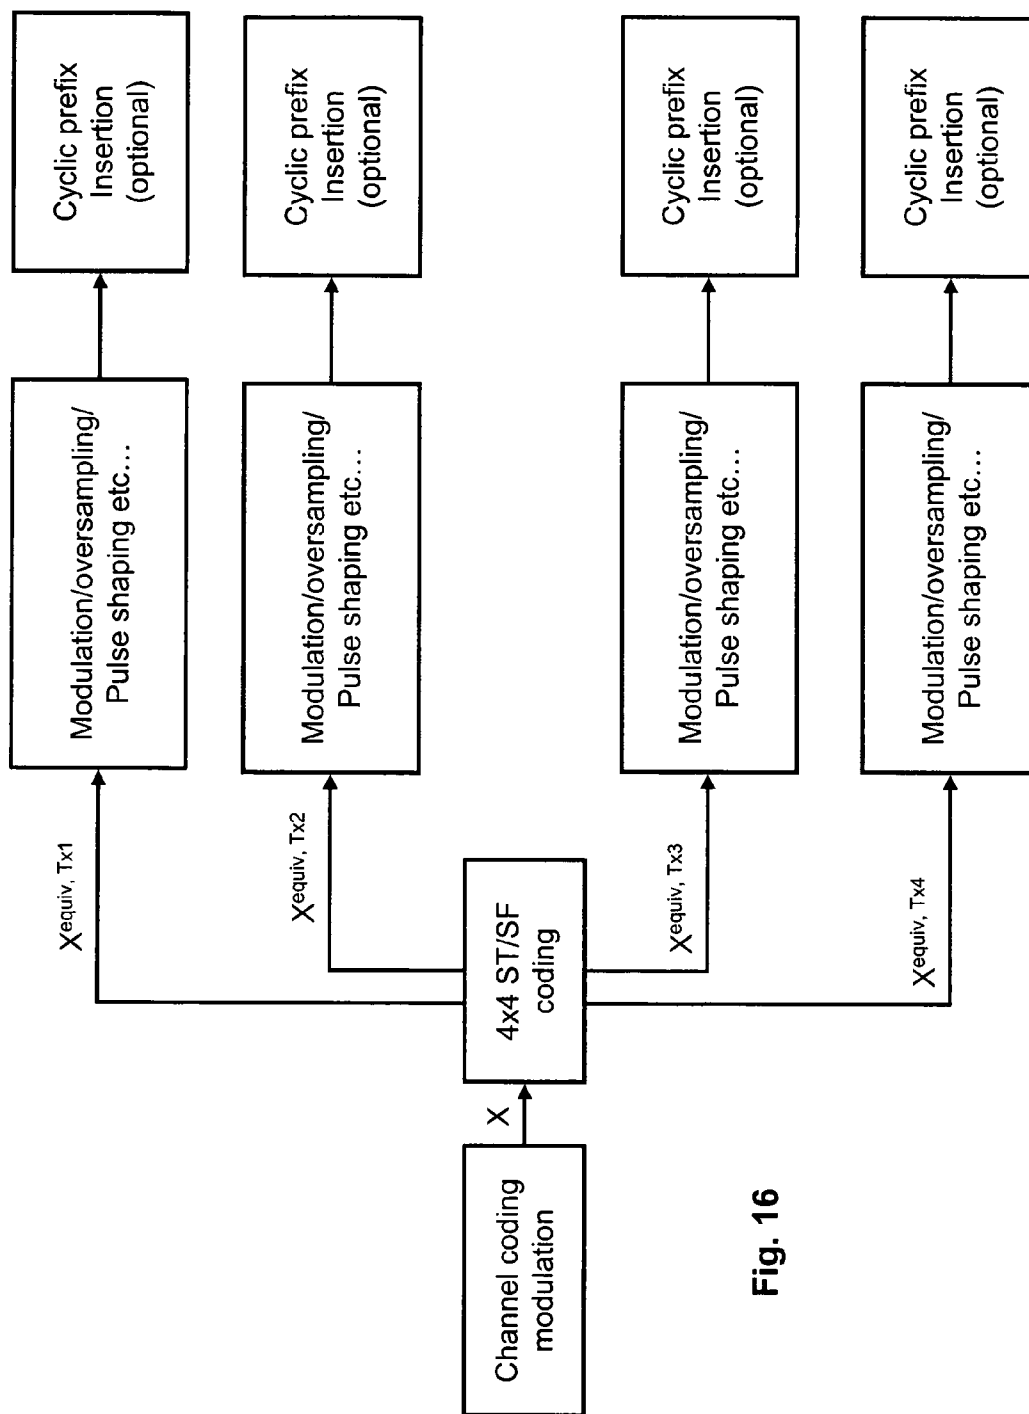 Channel coding
modulation
X
4x4 ST/SF
coding
Xequiv, Tx1
Modulation/oversampling/
Pulse shaping etc...
Cyclic prefix
Insertion
(optional)
Xequiv, Tx2
Modulation/oversampling/
Pulse shaping etc...
Cyclic prefix
Insertion
(optional)
Xequiv, Tx3
Modulation/oversampling/
Pulse shaping etc...
Cyclic prefix
Insertion
(optional)
Xequiv, Tx4
Modulation/oversampling/
Pulse shaping etc...
Cyclic prefix
Insertion
(optional)
Fig. 16